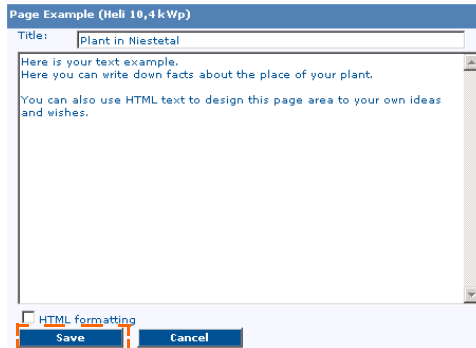 Page Example (Heli 10,4 kWp)
Title: Plant in Niestetal
Here is your text example.
Here you can write down facts about the place of your plant.
You can also use HTML text to design this page area to your own ideas
and wishes.
HTML formatting
Save Cancel